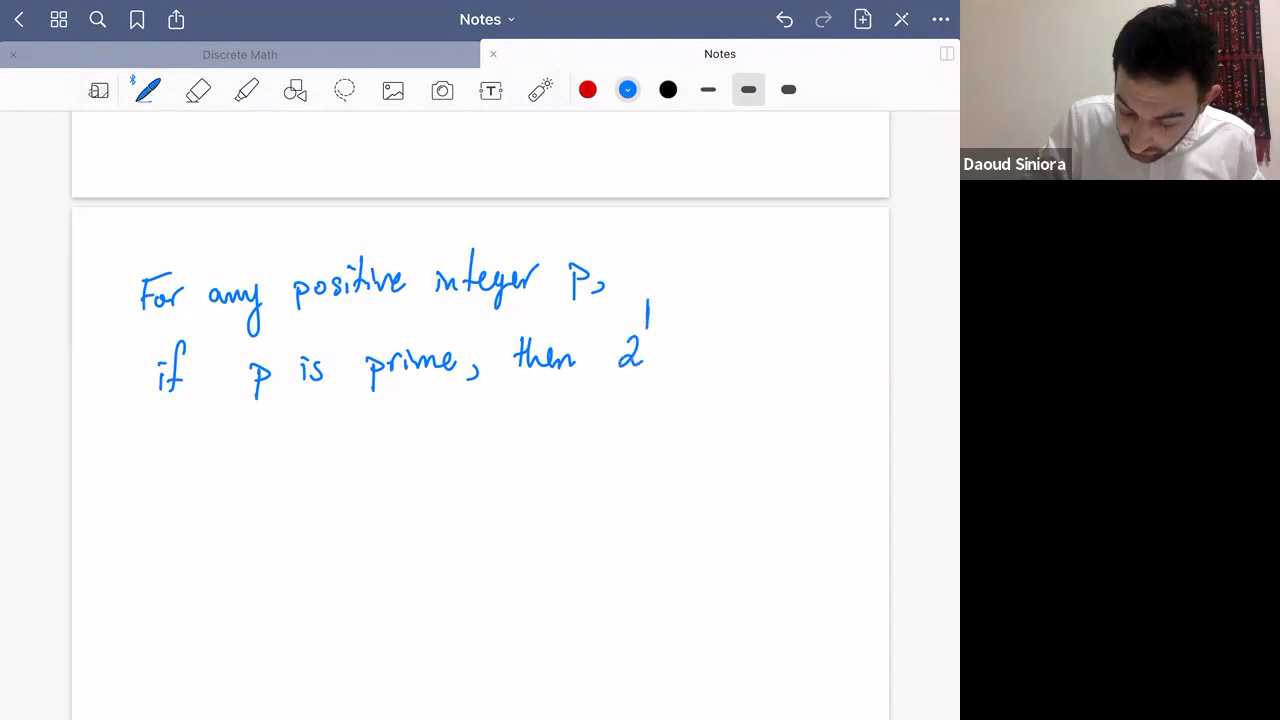 Notes
Discrete Math
Notes
T
Daoud Siniora
For any positive integer p,
if p is prime, then 2